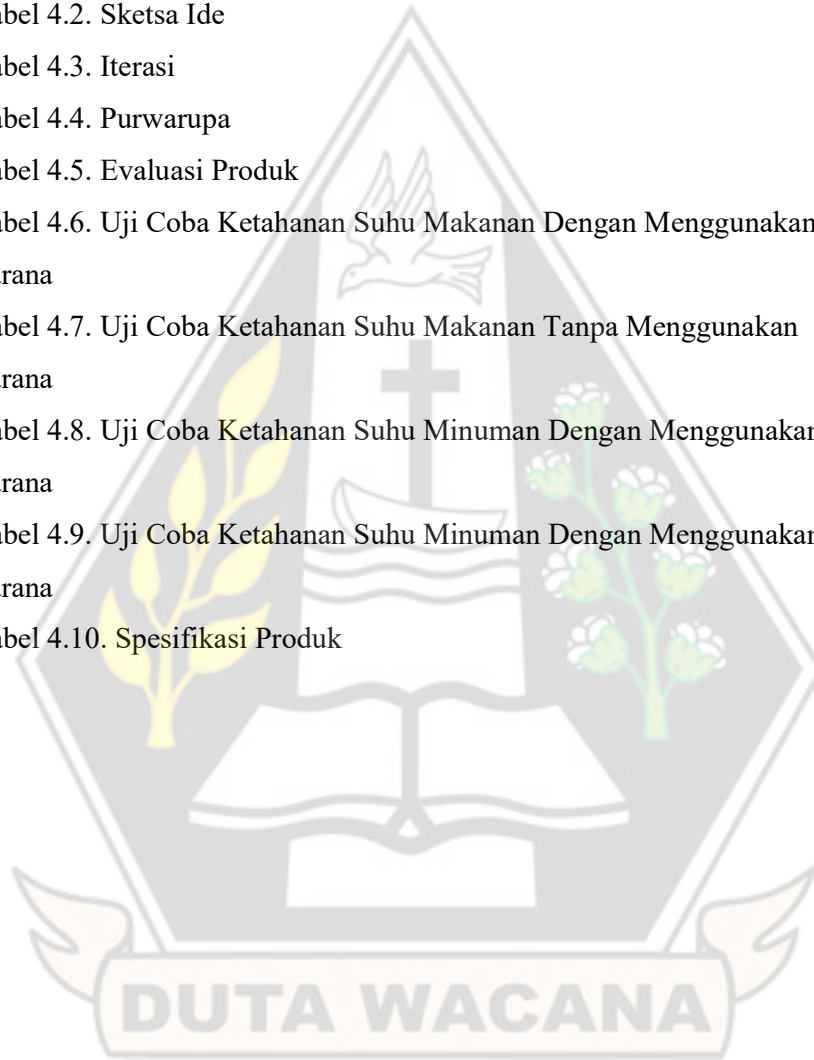 abel 4.2. Sketsa Ide
abel 4.3. Iterasi
abel 4.4. Purwarupa
abel 4.5. Evaluasi Produk
abel 4.6. Uji Coba Ketahanan Suhu Makanan Dengan Menggunakan
arana
abel 4.7. Uji Coba Ketahanan Suhu Makanan Tanpa Menggunakan
arana
abel 4.8. Uji Coba Ketahanan Suhu Minuman Dengan Menggunakan
arana
abel 4.9. Uji Coba Ketahanan Suhu Minuman Dengan Menggunakan
arana
abel 4.10. Spesifikasi Produk
DUTA WACANA